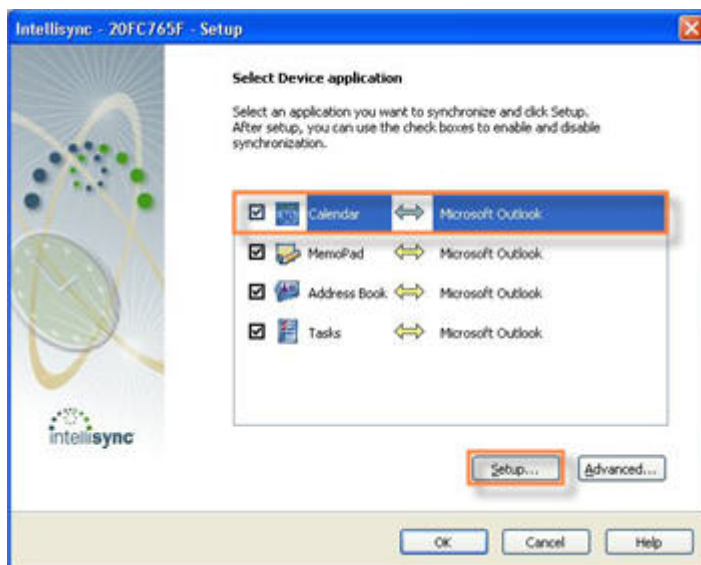 Intellisync - 20FC765F - Setup
Select Device application
Select an application you want to synchronize and click Setup.
After setup, you can use the check boxes to enable and disable
synchronization.
Calendar Microsoft Outlook
MemoPad Microsoft Outlook
Address Book Microsoft Outlook
Tasks Microsoft Outlook
intellisync
Setup... Advanced...
OK Cancel Help